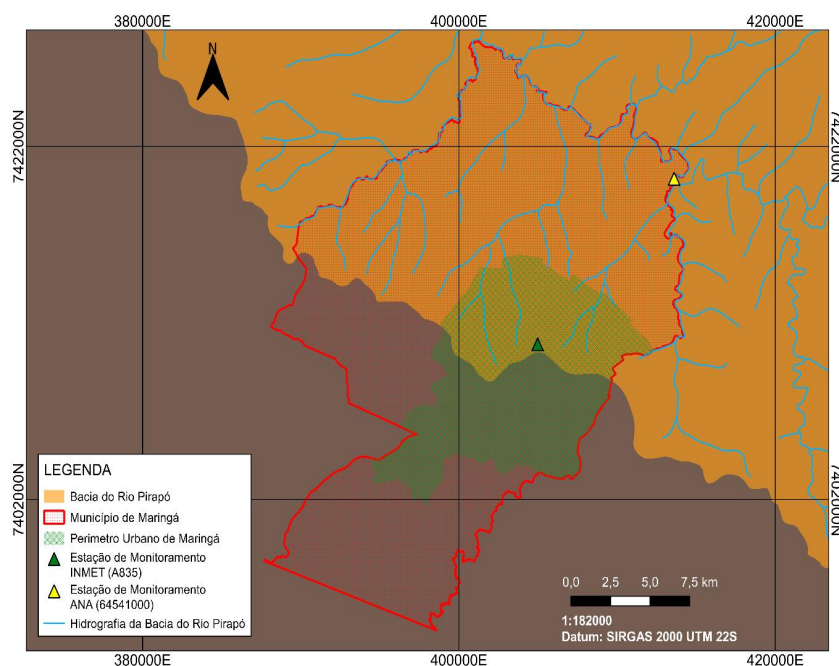 380000E 400000E 420000E
N
7422000N 7422000N
7402000N 7402000N
LEGENDA
Bacia do Rio Pirapó
Município de Maringá
Perimetro Urbano de Maringá
Estação de Monitoramento
INMET (A835)
Estação de Monitoramento
ANA (64541000)
Hidrografia da Bacia do Rio Pirapó
0,0 2,5 5,0 7,5 km
1:182000
Datum: SIRGAS 2000 UTM 22S
380000E 400000E 420000E